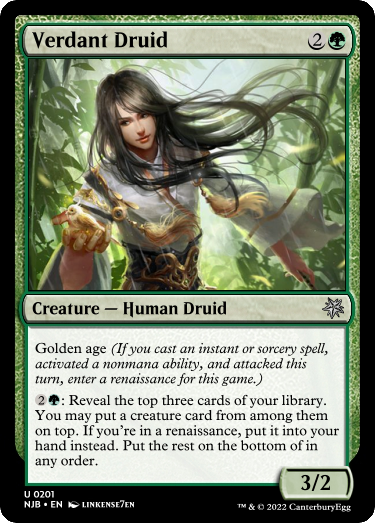 Verdant Druid 2
Creature — Human Druid
Golden age (If you cast an instant or sorcery spell,
activated a nonmana ability, and attacked this
turn, enter a renaissance for this game.)
2: Reveal the top three cards of your library.
You may put a creature card from among them
on top. If you're in a renaissance, put it into your
hand instead. Put the rest on the bottom of in
any order.
3/2
U 0201
NJB • EN LINKENSE7EN
™ & © 2022 CanterburyEgg